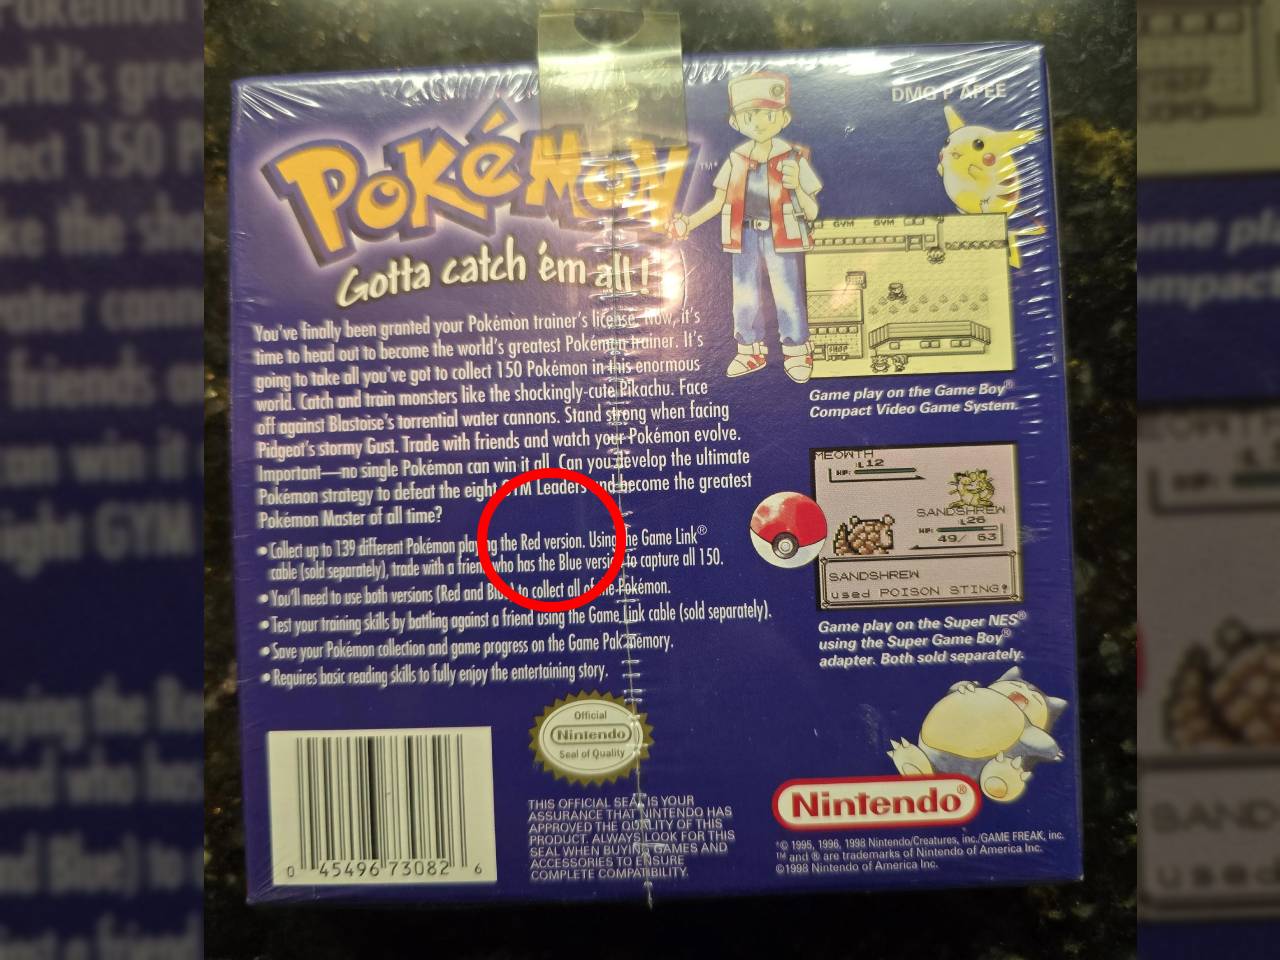 DMG P APEE
POKéMON
TM
Gotta catch 'em all!
You've finally been granted your Pokémon trainer's license. Now, it's
time to head out to become the world's greatest Pokémon trainer. It's
going to take all you've got to collect 150 Pokémon in this enormous
world. Catch and train monsters like the shockingly-cute Pikachu. Face
off against Blastoise's torrential water cannons. Stand strong when facing
Pidgeot's stormy Gust. Trade with friends and watch your Pokémon evolve.
Important—no single Pokémon can win it all. Can you develop the ultimate
Pokémon strategy to defeat the eight GYM Leaders and become the greatest
Pokémon Master of all time?
• Collect up to 139 different Pokémon playing the Red version. Using the Game Link®
cable (sold separately), trade with a friend who has the Blue version to capture all 150.
• You'll need to use both versions (Red and Blue) to collect all of the Pokémon.
• Test your training skills by battling against a friend using the Game Link cable (sold separately).
• Save your Pokémon collection and game progress on the Game Pak memory.
• Requires basic reading skills to fully enjoy the entertaining story.
GYM GYM
Game play on the Game Boy®
Compact Video Game System.
MEOWTH
:L12
HP:
SANDSHREW
:L26
HP:
49/ 63
SANDSHREW
used POISON STING!
Game play on the Super NES®
using the Super Game Boy®
adapter. Both sold separately.
Official
Nintendo
Seal of Quality
THIS OFFICIAL SEAL IS YOUR
ASSURANCE THAT NINTENDO HAS
APPROVED THE QUALITY OF THIS
PRODUCT. ALWAYS LOOK FOR THIS
SEAL WHEN BUYING GAMES AND
ACCESSORIES TO ENSURE
COMPLETE COMPATIBILITY.
0 45496 73082 6
Nintendo®
© 1995, 1996, 1998 Nintendo/Creatures, inc./GAME FREAK, inc.
TM and ® are trademarks of Nintendo of America Inc.
©1998 Nintendo of America Inc.